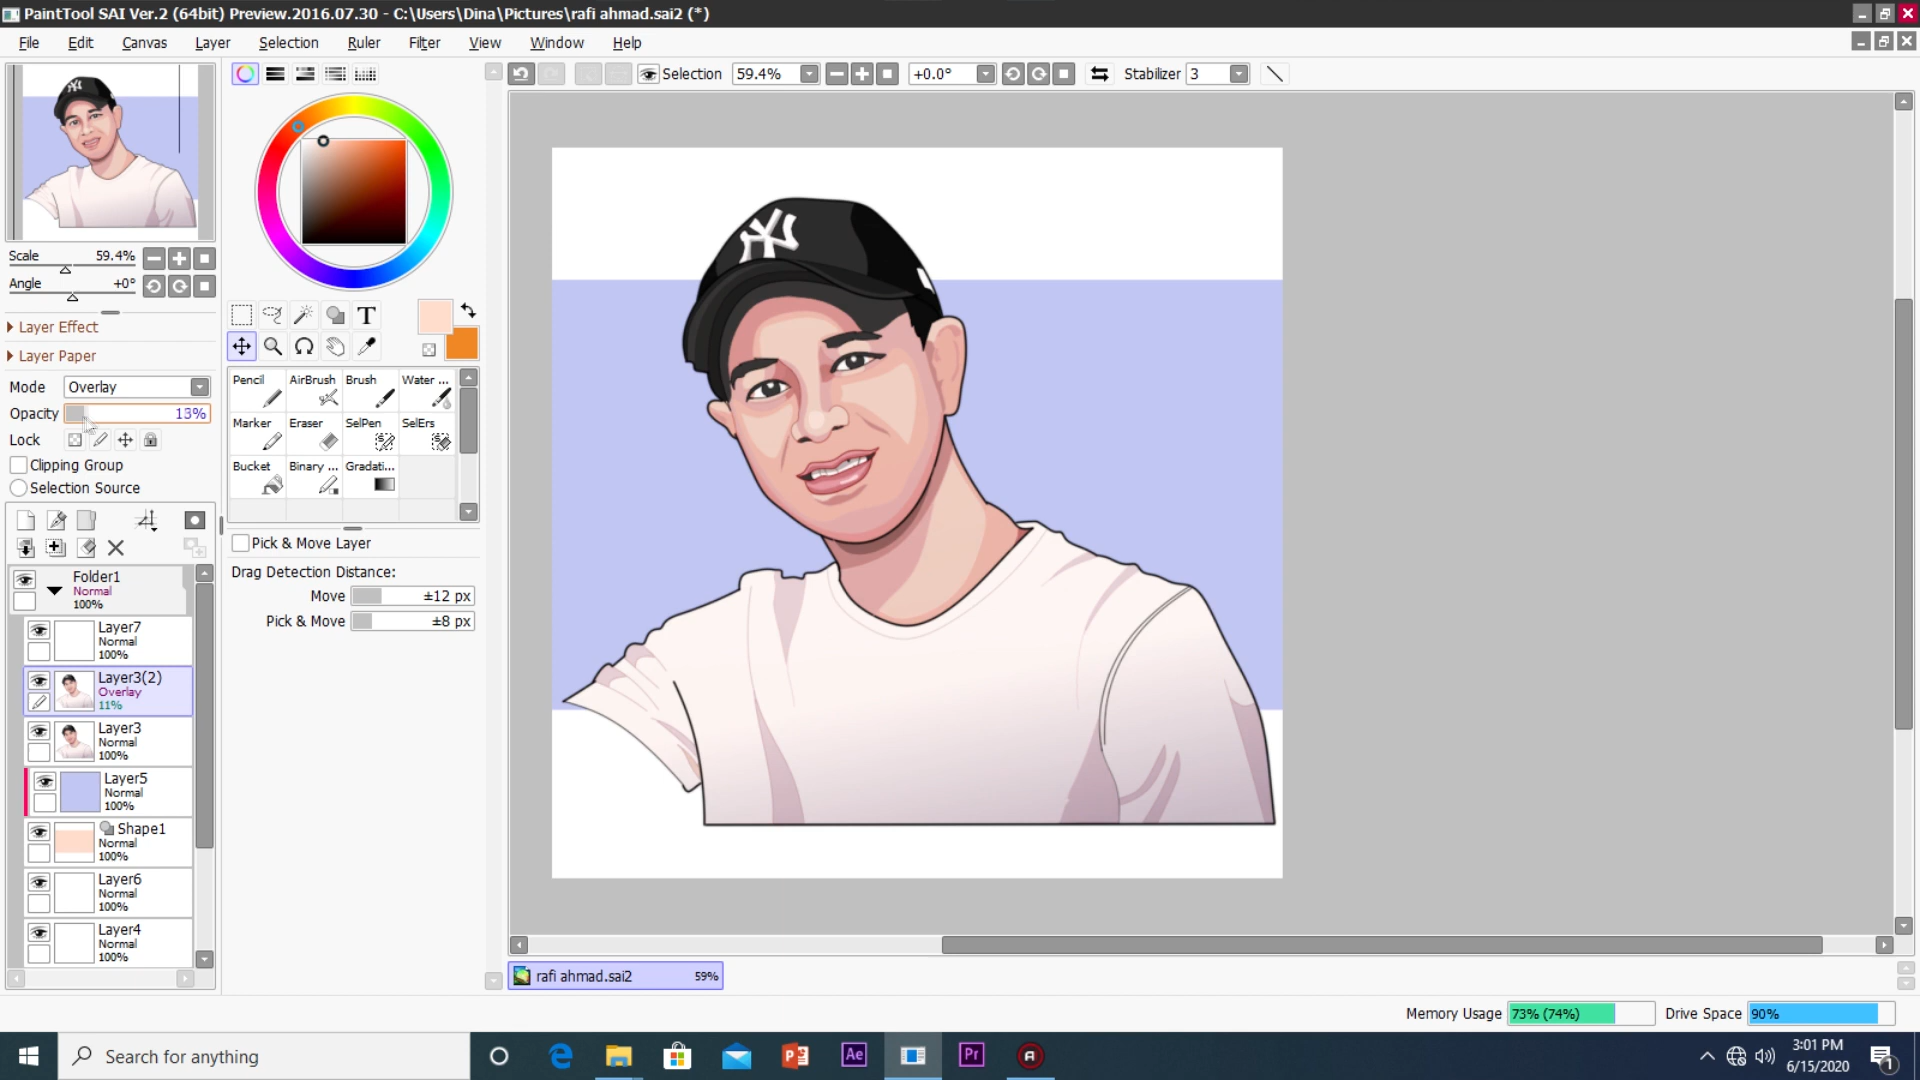 PaintTool SAI Ver.2 (64bit) Preview.2016.07.30 - C:\Users\Dina\Pictures\rafi ahmad.sai2 (*)
File Edit Canvas Layer Selection Ruler Filter View Window Help
Selection 59.4% +0.0° Stabilizer 3
Scale 59.4%
Angle +0°
Layer Effect
Layer Paper
Mode Overlay
Opacity 13%
Lock
Clipping Group
Selection Source
Folder1
Normal
100%
Layer7
Normal
100%
Layer3(2)
Overlay
11%
Layer3
Normal
100%
Layer5
Normal
100%
Shape1
Normal
100%
Layer6
Normal
100%
Layer4
Normal
100%
T
Pencil AirBrush Brush Water ...
Marker Eraser SelPen SelErs
Bucket Binary ... Gradati...
Pick & Move Layer
Drag Detection Distance:
Move ±12 px
Pick & Move ±8 px
NY
rafi ahmad.sai2 59%
Memory Usage 73% (74%) Drive Space 90%
Search for anything
Ae
Pr
3:01 PM
6/15/2020
1